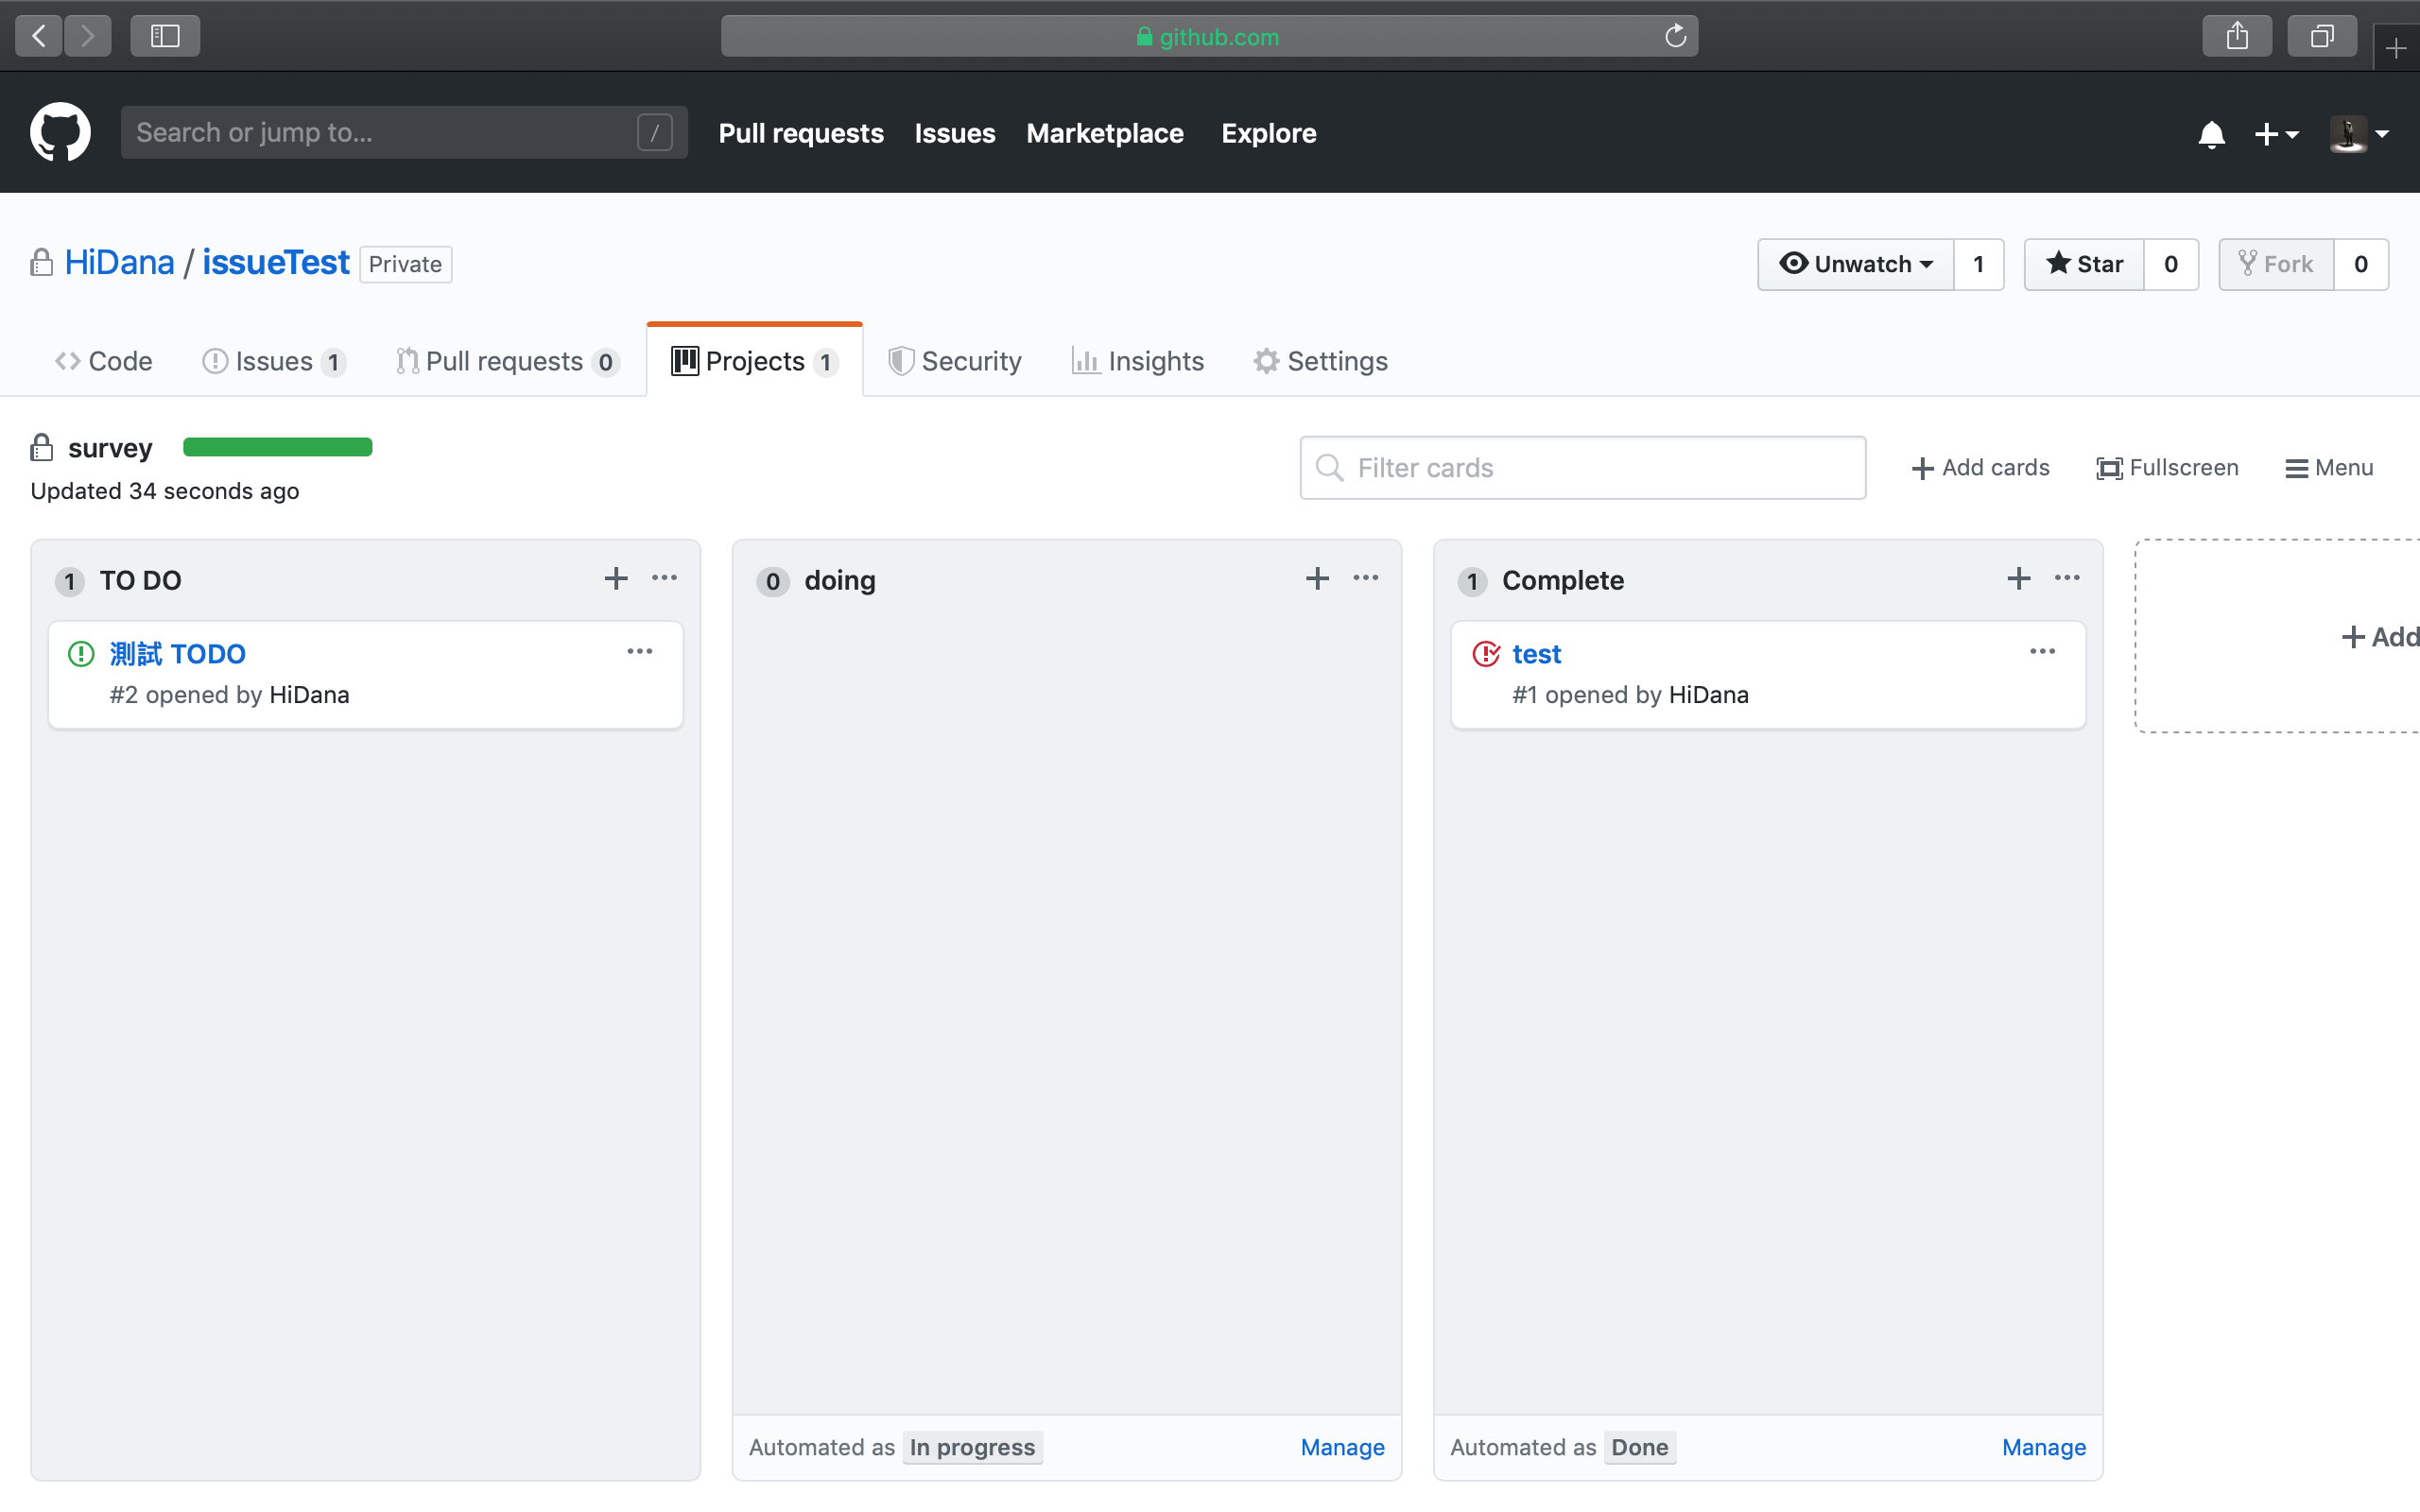 github.com
Search or jump to... /
Pull requests Issues Marketplace Explore
HiDana / issueTest Private
Unwatch 1 Star 0 Fork 0
Code Issues 1 Pull requests 0 Projects 1 Security Insights Settings
survey
Updated 34 seconds ago
Filter cards
Add cards Fullscreen Menu
1 TO DO
測試 TODO
#2 opened by HiDana
0 doing
Automated as In progress Manage
1 Complete
test
#1 opened by HiDana
Automated as Done Manage
Add